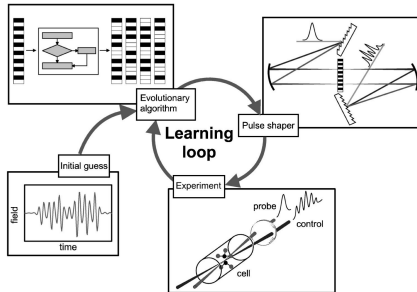 Evolutionary
algorithm
Pulse shaper
Learning
loop
Initial guess
Experiment
field
time
probe
control
cell